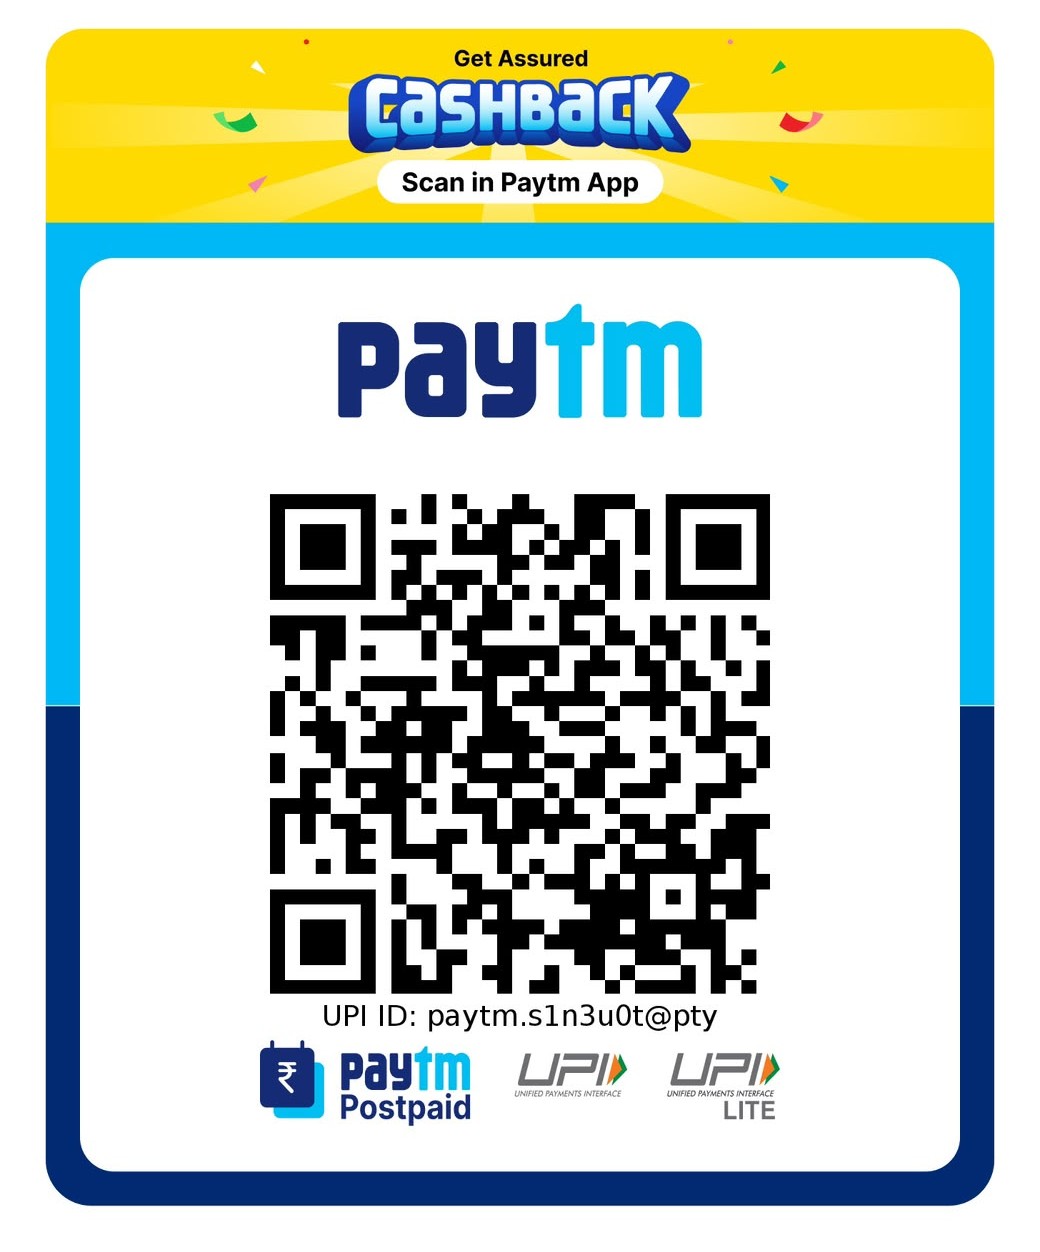 Get Assured
CASHBACK
Scan in Paytm App
paytm
UPI ID: paytm.s1n3u0t@pty
₹ paytm Postpaid
UPI
UNIFIED PAYMENTS INTERFACE
UPI
UNIFIED PAYMENTS INTERFACE
LITE